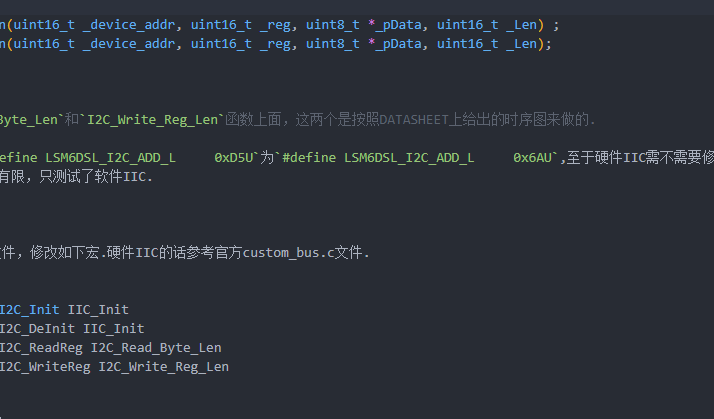 n(uint16_t _device_addr, uint16_t _reg, uint8_t *_pData, uint16_t _Len) ;
n(uint16_t _device_addr, uint16_t _reg, uint8_t *_pData, uint16_t _Len);
Byte_Len`和`I2C_Write_Reg_Len`函数上面，这两个是按照DATASHEET上给出的时序图来做的.
efine LSM6DSL_I2C_ADD_L     0xD5U`为`#define LSM6DSL_I2C_ADD_L     0x6AU`,至于硬件IIC需不需要修
有限，只测试了软件IIC.
文件，修改如下宏.硬件IIC的话参考官方custom_bus.c文件.
I2C_Init IIC_Init
I2C_DeInit IIC_Init
I2C_ReadReg I2C_Read_Byte_Len
I2C_WriteReg I2C_Write_Reg_Len